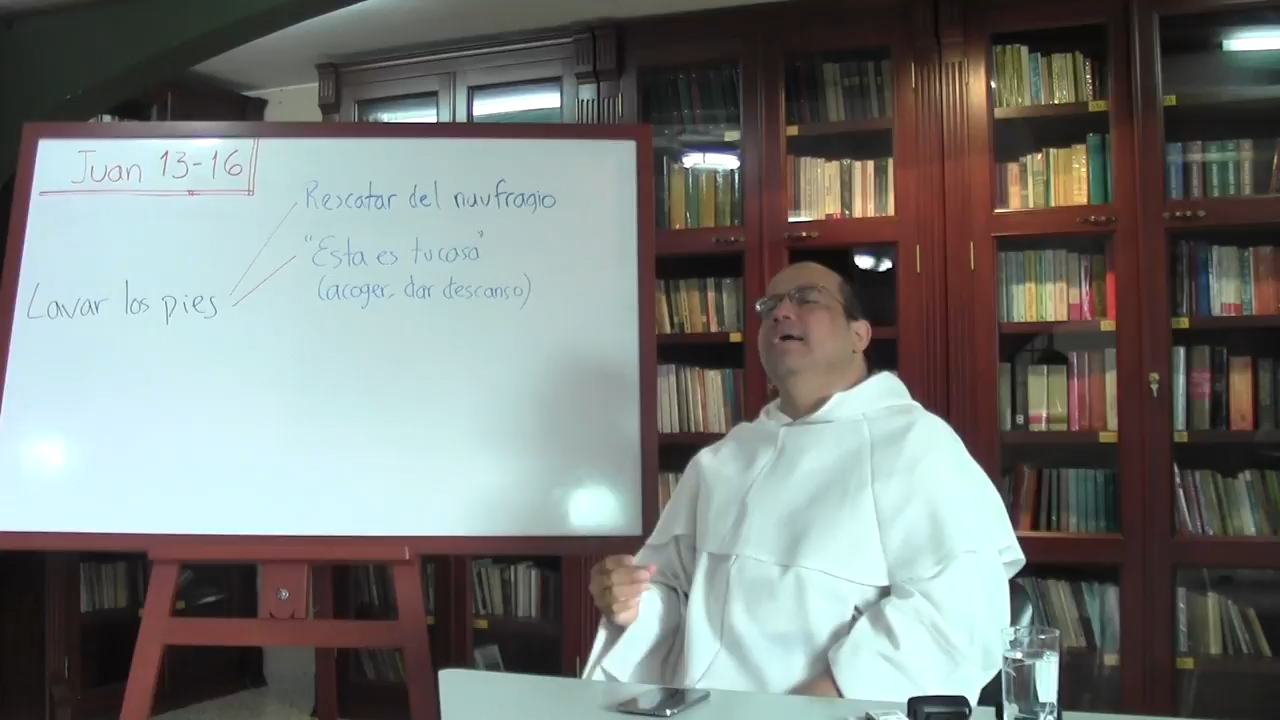 Juan 13-16
Rescatar del naufragio
"Esta es tu casa"
(acoger, dar descanso)
Lavar los pies